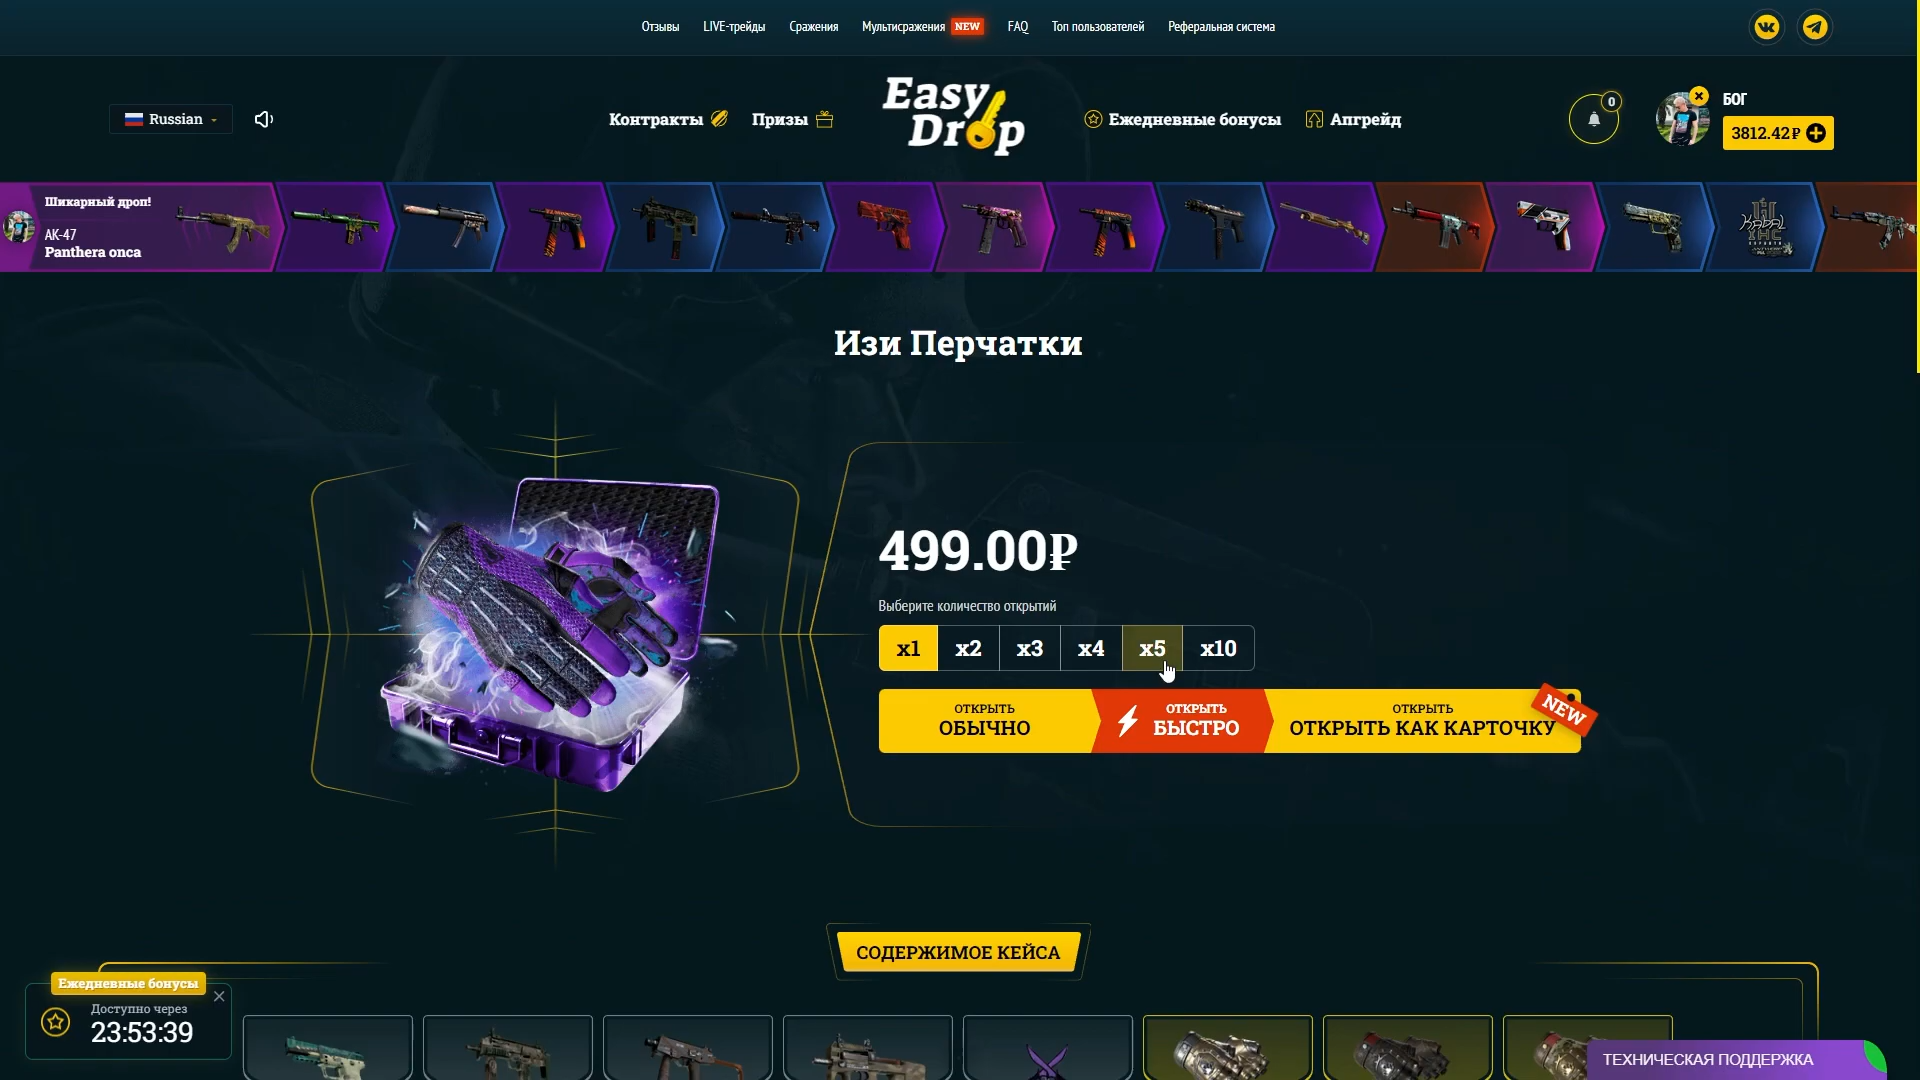 Отзывы
LIVE-трейды
Сражения
Мультисражения NEW
FAQ
Топ пользователей
Реферальная система
Russian
Контракты
Призы
Easy
Drop
Ежедневные бонусы
Апгрейд
0
БОГ
3812.42₽
Шикарный дроп!
АК-47
Panthera onca
Изи Перчатки
499.00₽
Выберите количество открытий
x1 x2 x3 x4 x5 x10
ОТКРЫТЬ
ОБЫЧНО
ОТКРЫТЬ
БЫСТРО
ОТКРЫТЬ
ОТКРЫТЬ КАК КАРТОЧКУ
NEW
СОДЕРЖИМОЕ КЕЙСА
Ежедневные бонусы
Доступно через
23:53:39
ТЕХНИЧЕСКАЯ ПОДДЕРЖКА